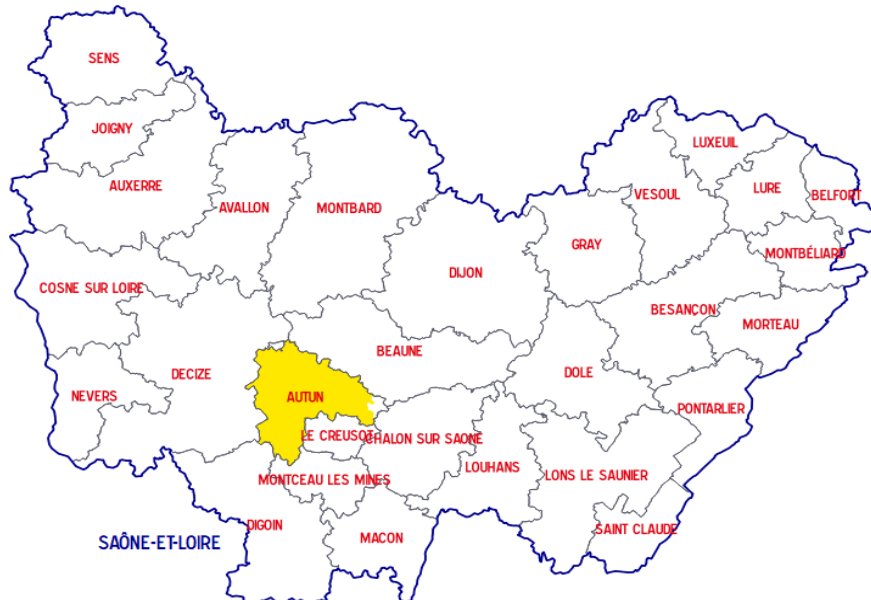 SENS
JOIGNY
LUXEUIL
AUXERRE
LURE
BELFORT
VESOUL
AVALLON
MONTBARD
GRAY
MONTBÉLIARD
DIJON
COSNE SUR LOIRE
BESANÇON
MORTEAU
BEAUNE
DECIZE
DOLE
NEVERS
AUTUN
PONTARLIER
LE CREUSOT
CHALON SUR SAONE
LOUHANS
LONS LE SAUNIER
MONTCEAU LES MINES
DIGOIN
SAINT CLAUDE
MACON
SAÔNE-ET-LOIRE